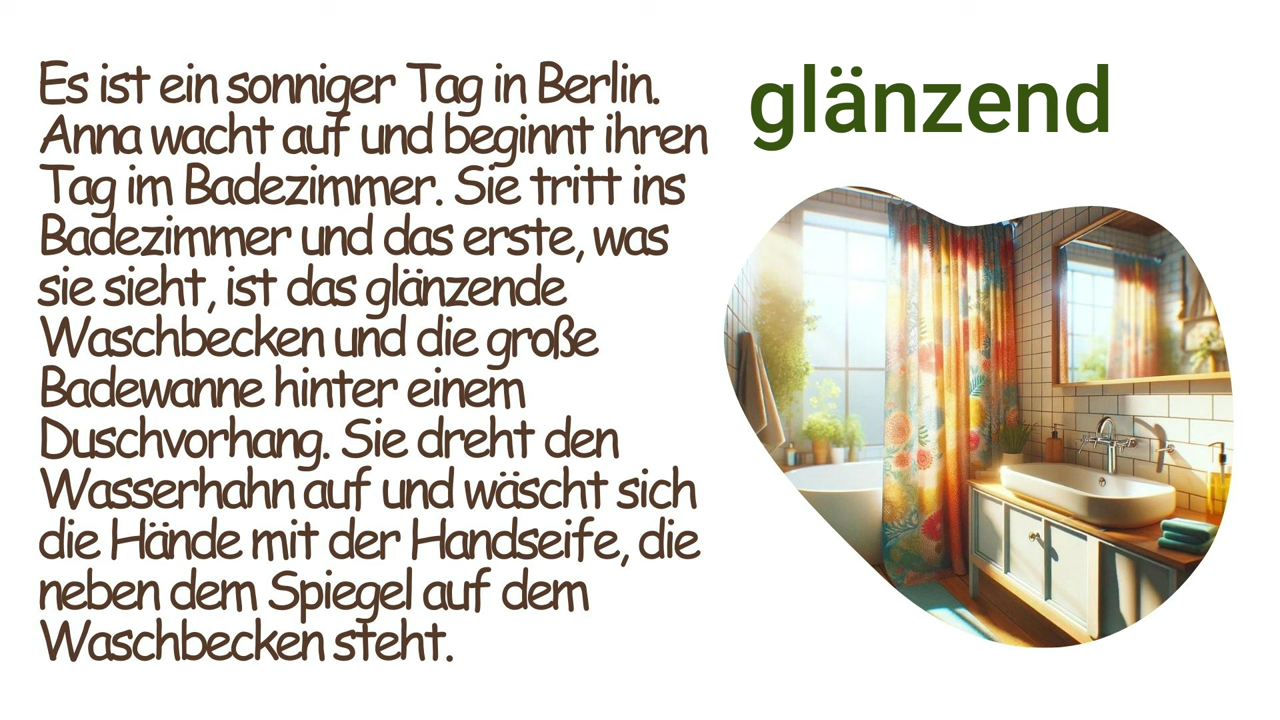 Es ist ein sonniger Tag in Berlin.
Anna wacht auf und beginnt ihren
Tag im Badezimmer. Sie tritt ins
Badezimmer und das erste, was
sie sieht, ist das glänzende
Waschbecken und die große
Badewanne hinter einem
Duschvorhang. Sie dreht den
Wasserhahn auf und wäscht sich
die Hände mit der Handseife, die
neben dem Spiegel auf dem
Waschbecken steht.
glänzend